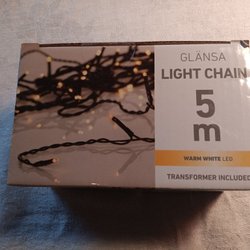 GLÄNSA
LIGHT CHAIN
5
m
WARM WHITE LED
TRANSFORMER INCLUDED